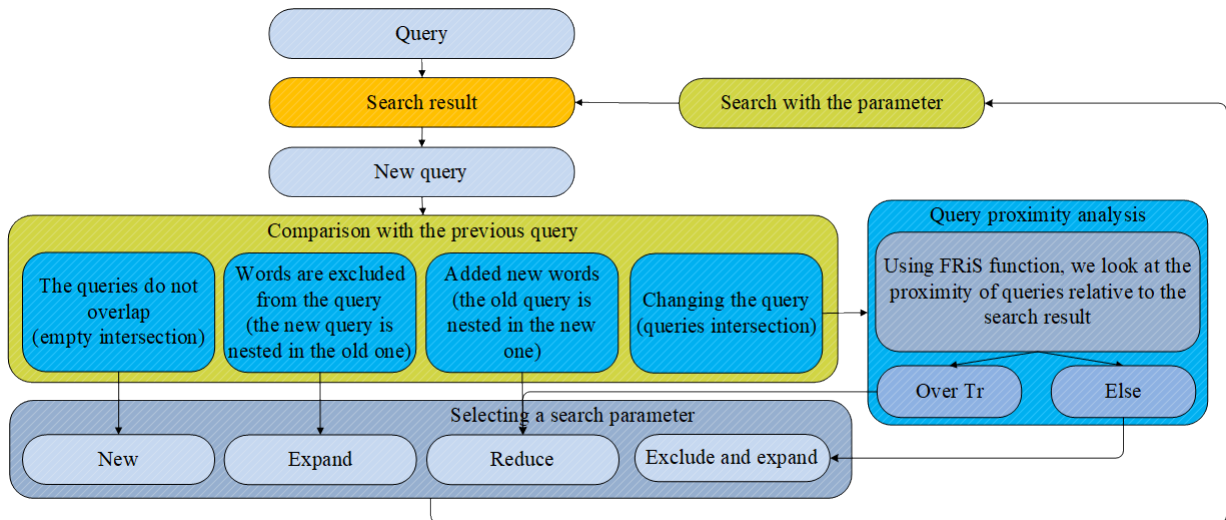 Query
Search result
Search with the parameter
New query
Comparison with the previous query
The queries do not
overlap
(empty intersection)
Words are excluded
from the query
(the new query is
nested in the old one)
Added new words
(the old query is
nested in the new
one)
Changing the query
(queries intersection)
Query proximity analysis
Using FRiS function, we look at the
proximity of queries relative to the
search result
Over Tr
Else
Selecting a search parameter
New
Expand
Reduce
Exclude and expand